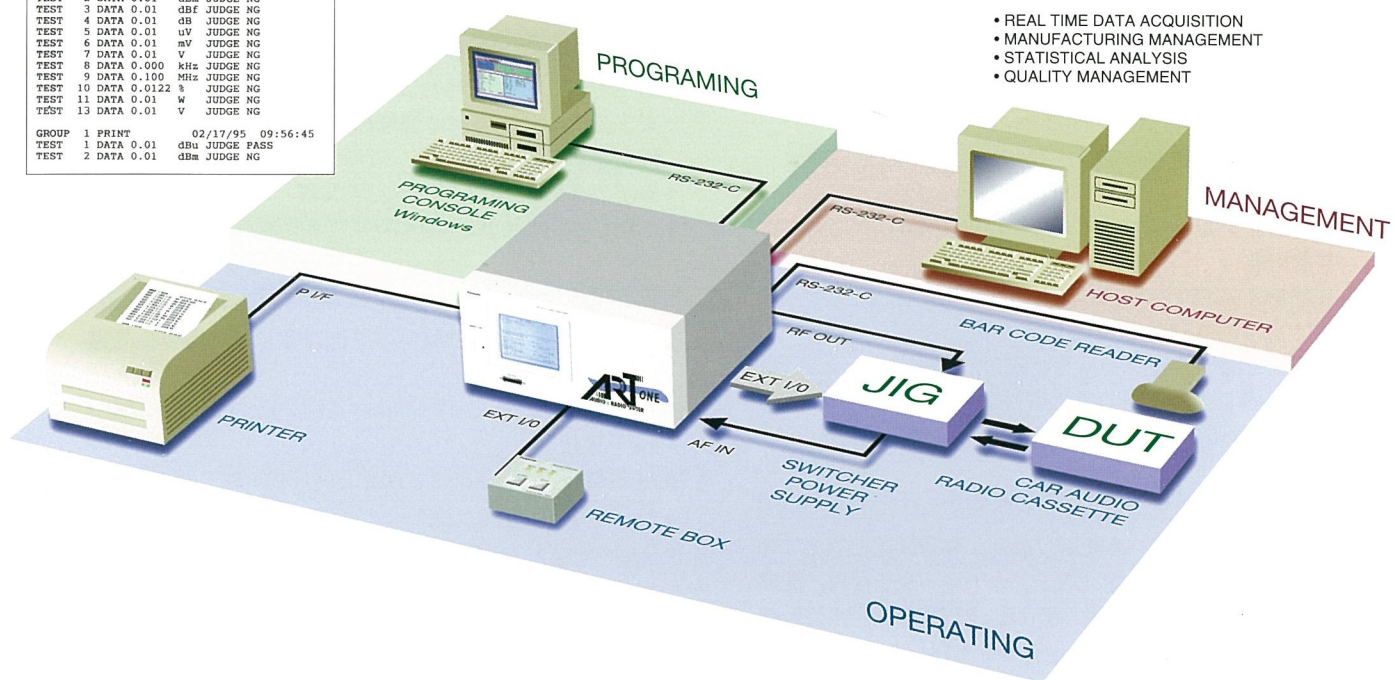 TEST 3 DATA 0.01 dBf JUDGE NG
TEST 4 DATA 0.01 dB JUDGE NG
TEST 5 DATA 0.01 uV JUDGE NG
TEST 6 DATA 0.01 mV JUDGE NG
TEST 7 DATA 0.01 V JUDGE NG
TEST 8 DATA 0.000 kHz JUDGE NG
TEST 9 DATA 0.100 MHz JUDGE NG
TEST 10 DATA 0.0122 % JUDGE NG
TEST 11 DATA 0.01 W JUDGE NG
TEST 13 DATA 0.01 V JUDGE NG
GROUP 1 PRINT 02/17/95 09:56:45
TEST 1 DATA 0.01 dBu JUDGE PASS
TEST 2 DATA 0.01 dBm JUDGE NG
• REAL TIME DATA ACQUISITION
• MANUFACTURING MANAGEMENT
• STATISTICAL ANALYSIS
• QUALITY MANAGEMENT
PROGRAMING
PROGRAMING
CONSOLE
Windows
RS-232-C
RS-232-C
MANAGEMENT
HOST COMPUTER
P I/F
PRINTER
RS-232-C
BAR CODE READER
RF OUT
ART ONE
EXT I/O
JIG
DUT
EXT I/O
AF IN
SWITCHER
POWER
SUPPLY
CAR AUDIO
RADIO CASSETTE
REMOTE BOX
OPERATING